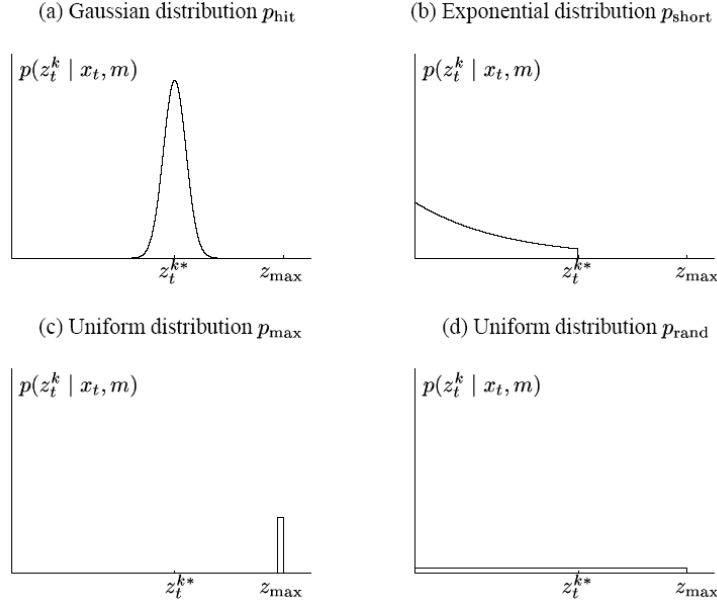 (a) Gaussian distribution p_hit
(b) Exponential distribution p_short
p(z_t^k | x_t, m)
p(z_t^k | x_t, m)
z_t^{k*} z_max
z_t^{k*} z_max
(c) Uniform distribution p_max
(d) Uniform distribution p_rand
p(z_t^k | x_t, m)
p(z_t^k | x_t, m)
z_t^{k*} z_max
z_t^{k*} z_max